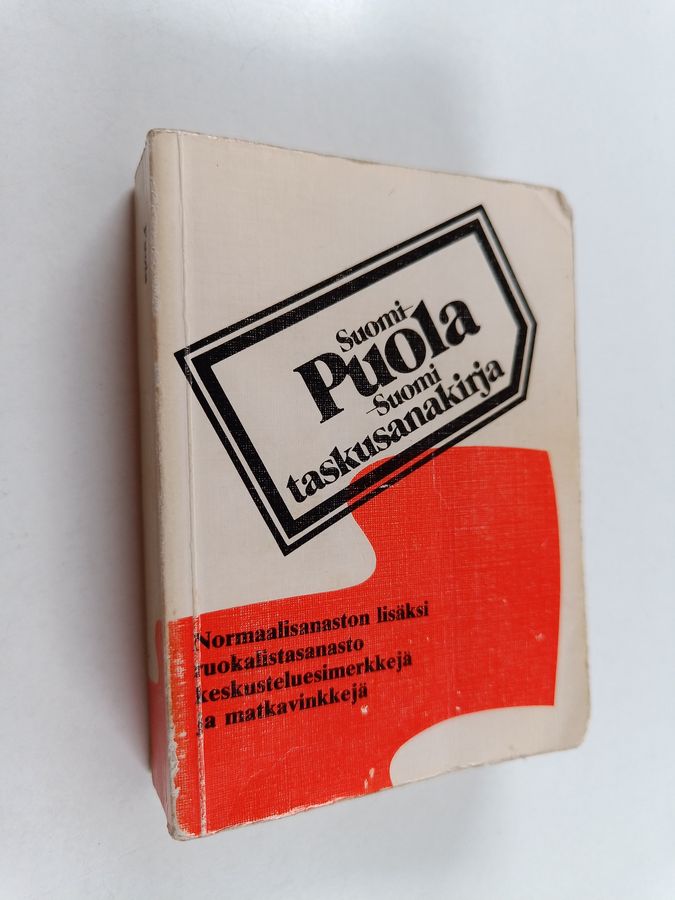 Suomi-
Puola
-Suomi
taskusanakirja
Normaalisanaston lisäksi
ruokalistasanasto
keskusteluesimerkkejä
ja matkavinkkejä